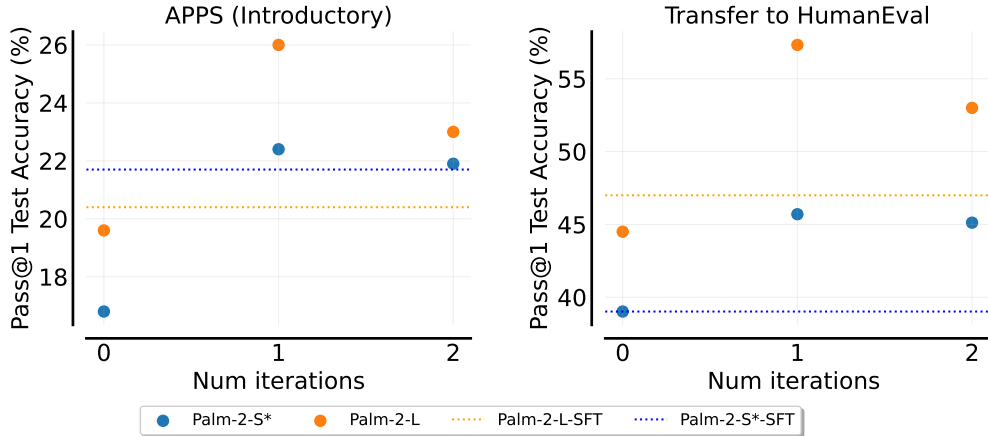 APPS (Introductory)
Pass@1 Test Accuracy (%)
26
24
22
20
18
0 1 2
Num iterations
Transfer to HumanEval
Pass@1 Test Accuracy (%)
55
50
45
40
0 1 2
Num iterations
Palm-2-S* Palm-2-L Palm-2-L-SFT Palm-2-S*-SFT